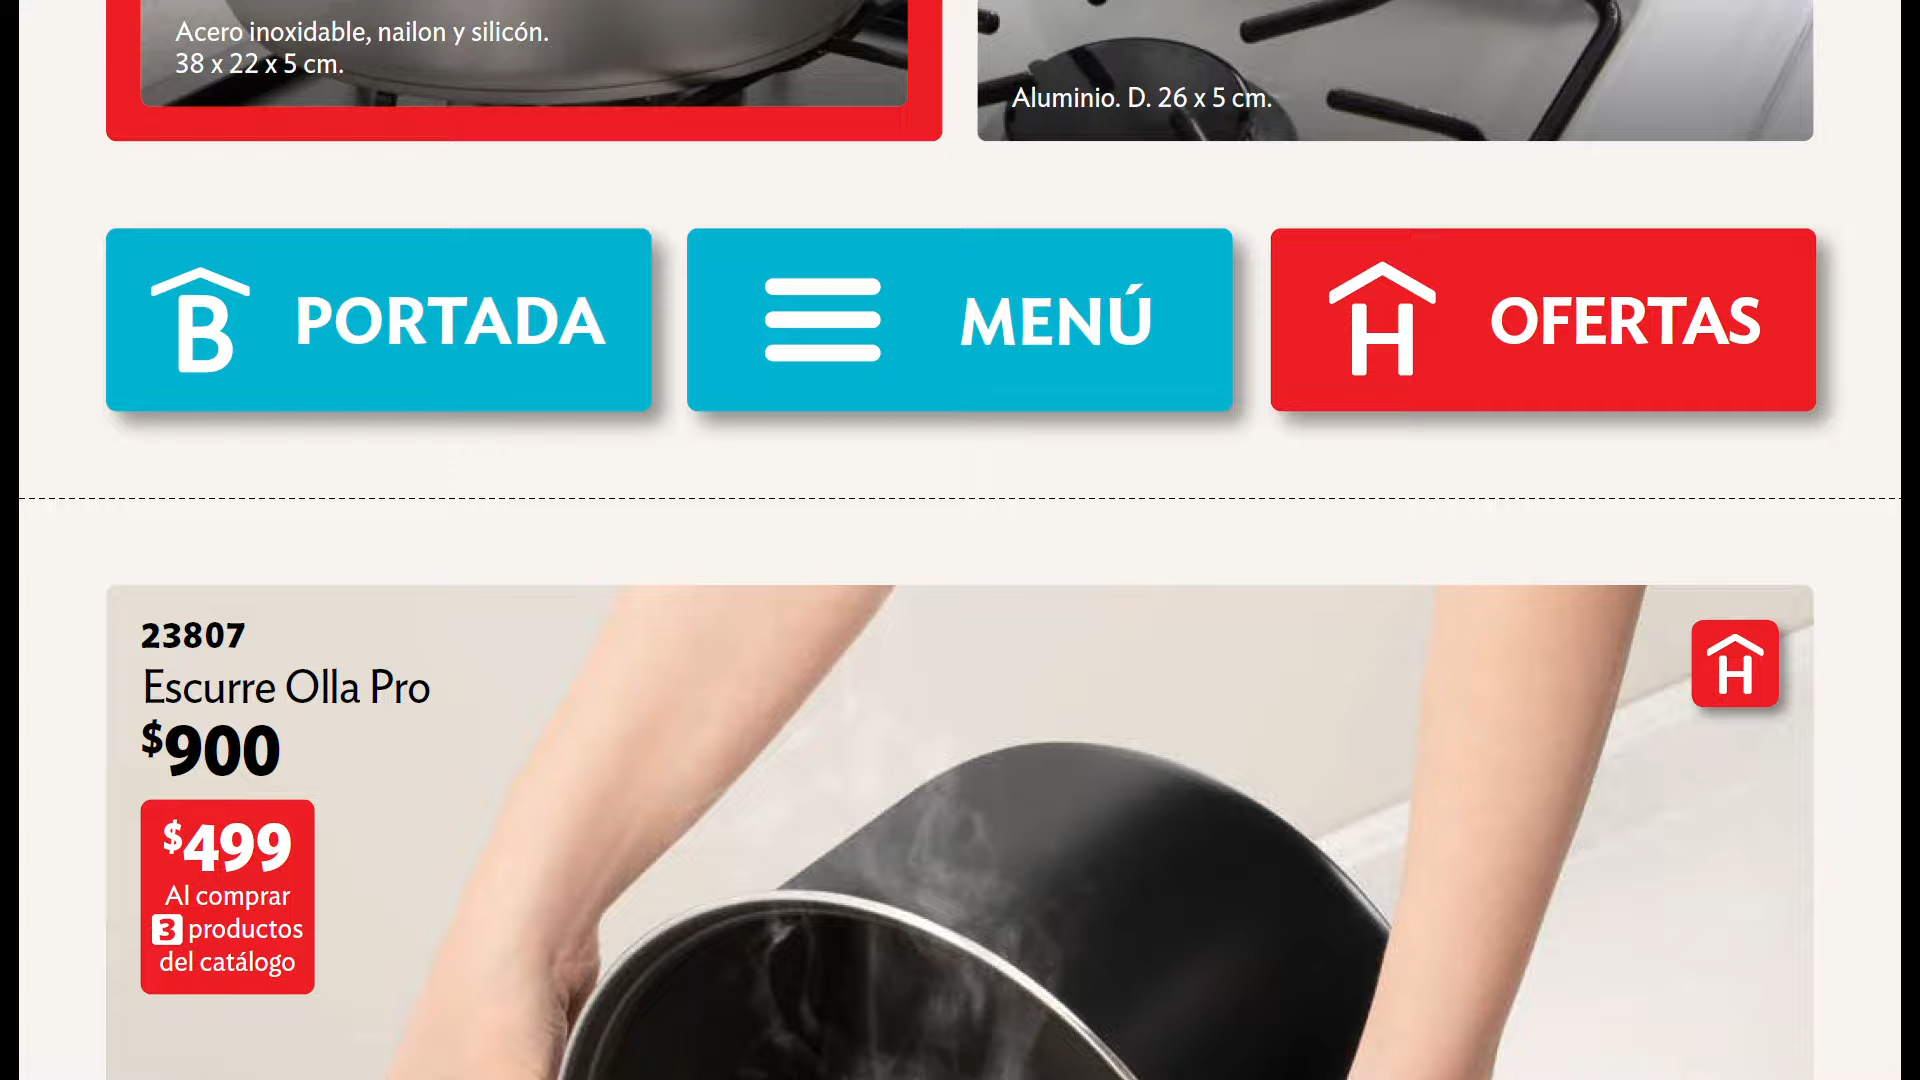 Acero inoxidable, nailon y silicón.
38 x 22 x 5 cm.
Aluminio. D. 26 x 5 cm.
B PORTADA
MENÚ
H OFERTAS
23807
Escurre Olla Pro
$900
H
$499
Al comprar
3 productos
del catálogo